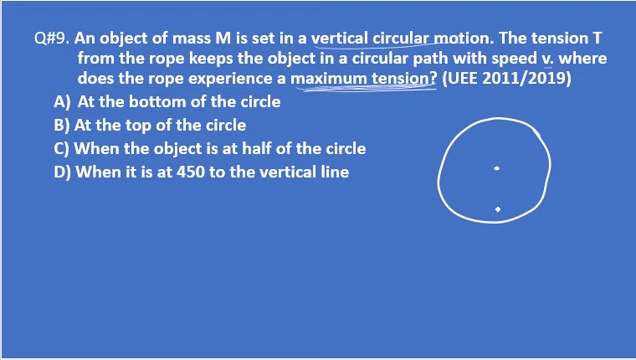 Q#9. An object of mass M is set in a vertical circular motion. The tension T
from the rope keeps the object in a circular path with speed v. where
does the rope experience a maximum tension? (UEE 2011/2019)
A) At the bottom of the circle
B) At the top of the circle
C) When the object is at half of the circle
D) When it is at 450 to the vertical line